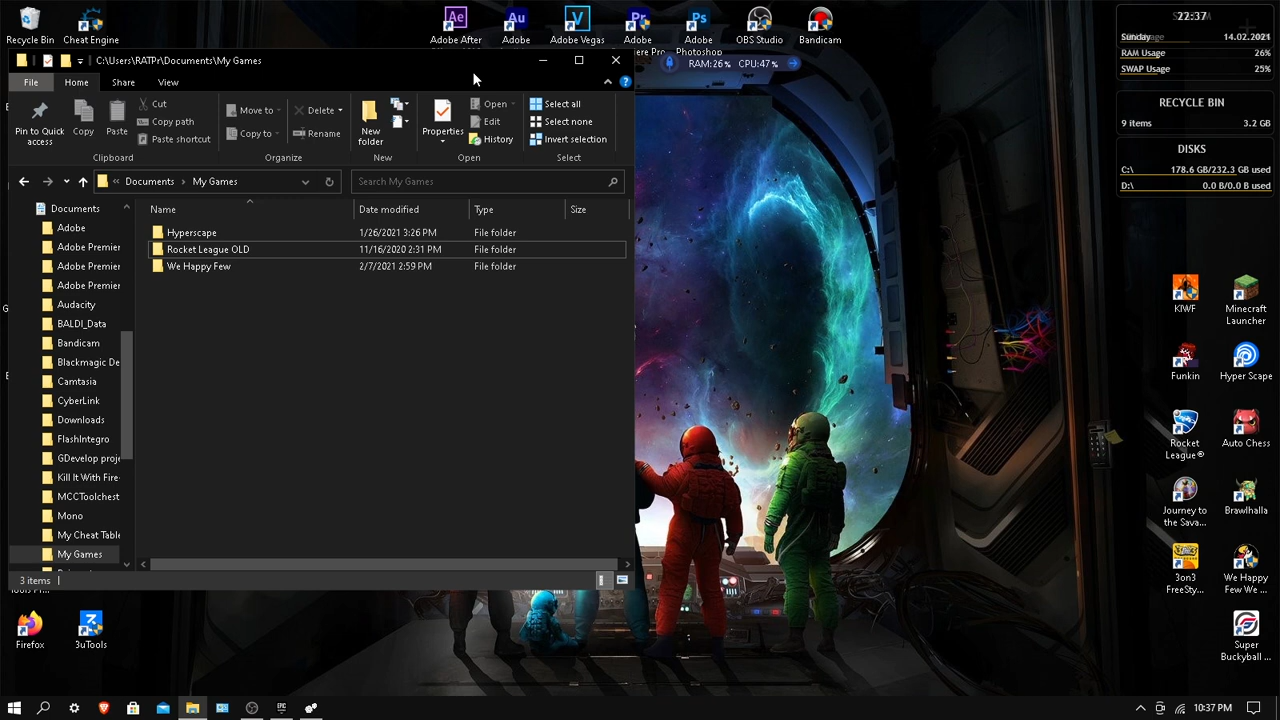 Recycle Bin
Cheat Engine
Adobe After
Adobe
Adobe Vegas
Adobe
Adobe
Photoshop
OBS Studio
Bandicam
RAM:26%
CPU:47%
22:37
Sunday
14.02.2021
RAM Usage
26%
SWAP Usage
25%
RECYCLE BIN
9 items
3.2 GB
DISKS
C:\
178.6 GB/232.3 GB used
D:\
0.0 B/0.0 B used
C:\Users\RATPr\Documents\My Games
File
Home
Share
View
Pin to Quick
access
Copy
Paste
Cut
Copy path
Paste shortcut
Clipboard
Move to
Copy to
Delete
Rename
Organize
New
folder
New
Properties
Open
Edit
History
Open
Select all
Select none
Invert selection
Select
Documents
My Games
Search My Games
Name
Date modified
Type
Size
Hyperscape
1/26/2021 3:26 PM
File folder
Rocket League OLD
11/16/2020 2:31 PM
File folder
We Happy Few
2/7/2021 2:59 PM
File folder
Documents
Adobe
Adobe Premier
Adobe Premier
Adobe Premier
Audacity
BALDI_Data
Bandicam
Blackmagic De
Camtasia
CyberLink
Downloads
FlashIntegro
GDevelop proje
Kill It With Fire-
MCCToolchest
Mono
My Cheat Table
My Games
3 items
Firefox
3uTools
KIWF
Minecraft
Launcher
Funkin
Hyper Scape
Rocket
League®
Auto Chess
Journey to
the Sava...
Brawlhalla
3on3
FreeSty...
We Happy
Few We ...
Super
Buckyball ...
10:37 PM